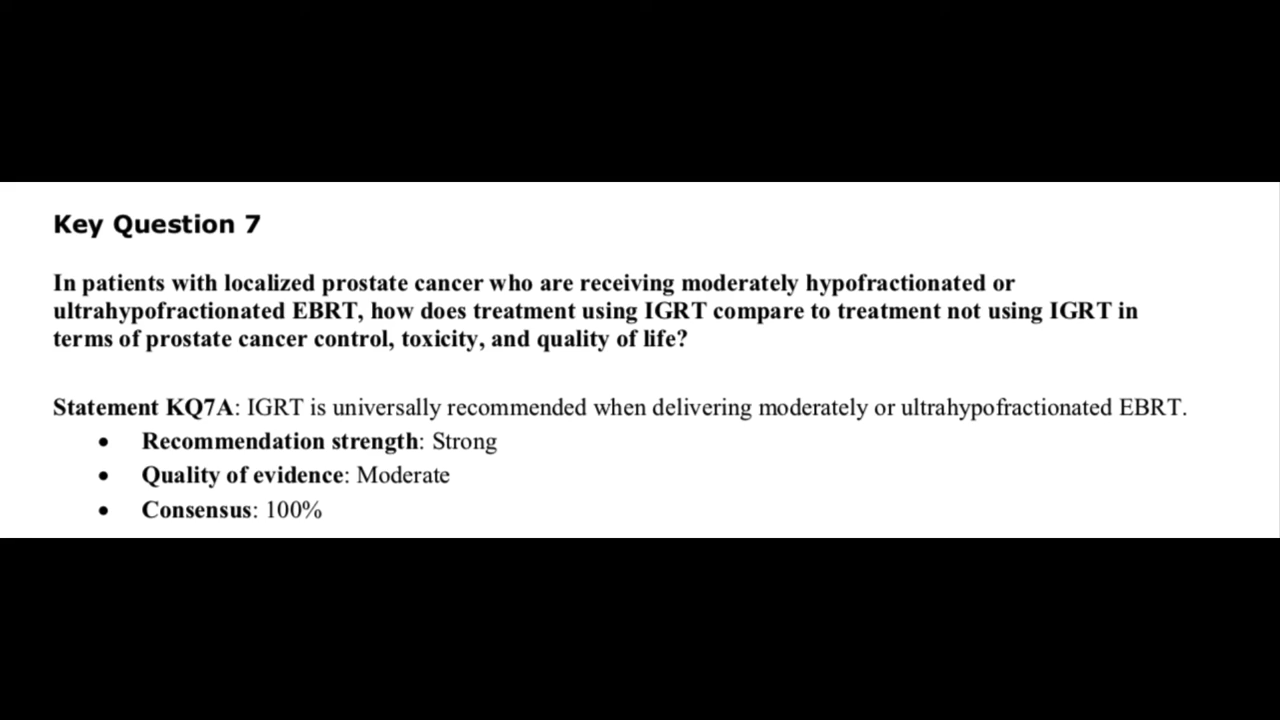 Key Question 7
In patients with localized prostate cancer who are receiving moderately hypofractionated or
ultrahypofractionated EBRT, how does treatment using IGRT compare to treatment not using IGRT in
terms of prostate cancer control, toxicity, and quality of life?
Statement KQ7A: IGRT is universally recommended when delivering moderately or ultrahypofractionated EBRT.
• Recommendation strength: Strong
• Quality of evidence: Moderate
• Consensus: 100%